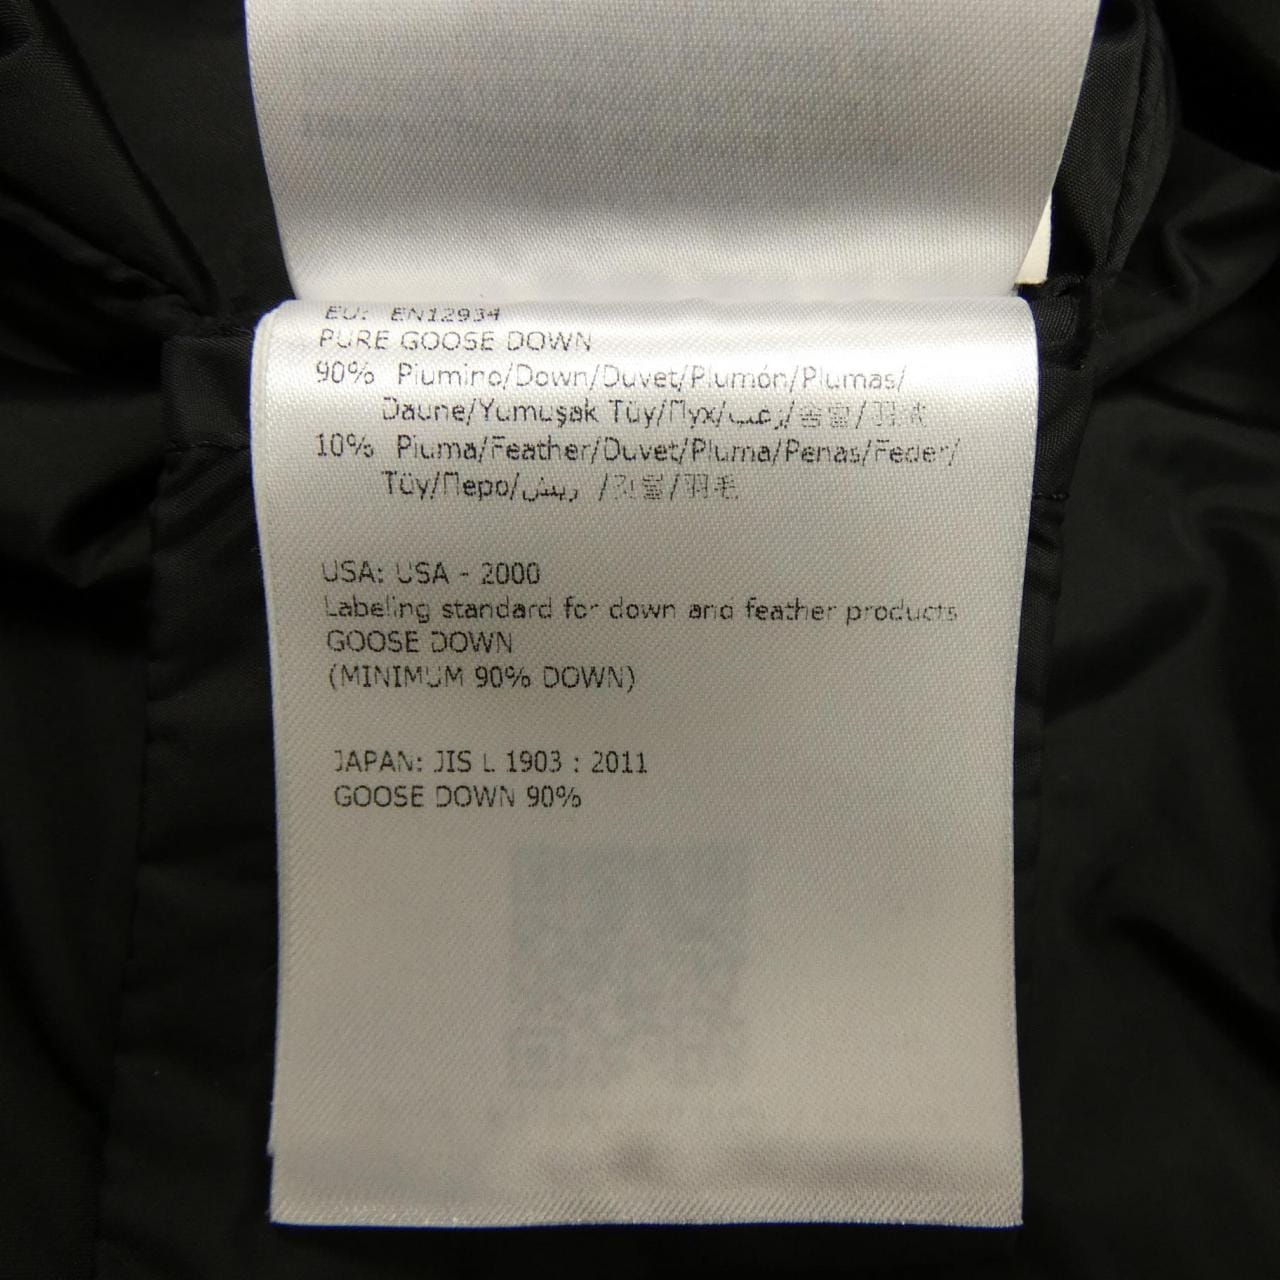 EU: EN12934
PURE GOOSE DOWN
90% Piumino/Down/Duvet/Plumón/Plumas/
Daune/Yumuşak Tüy/Пух/زغب/솜털/羽绒
10% Piuma/Feather/Duvet/Pluma/Penas/Feder/
Tüy/Перо/ريش /깃털/羽毛
USA: USA - 2000
Labeling standard for down and feather products
GOOSE DOWN
(MINIMUM 90% DOWN)
JAPAN: JIS L 1903 : 2011
GOOSE DOWN 90%